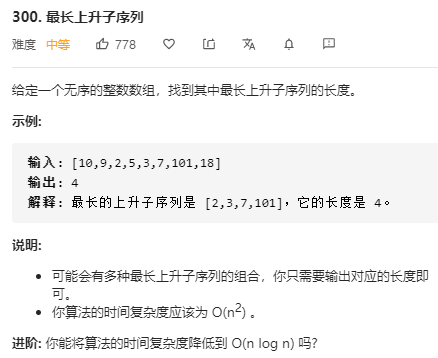 300. 最长上升子序列
难度 中等 778
给定一个无序的整数数组，找到其中最长上升子序列的长度。
示例:
输入: [10,9,2,5,3,7,101,18]
输出: 4
解释: 最长的上升子序列是 [2,3,7,101]，它的长度是 4。
说明:
• 可能会有多种最长上升子序列的组合，你只需要输出对应的长度即
可。
• 你算法的时间复杂度应该为 O(n²) 。
进阶: 你能将算法的时间复杂度降低到 O(n log n) 吗?